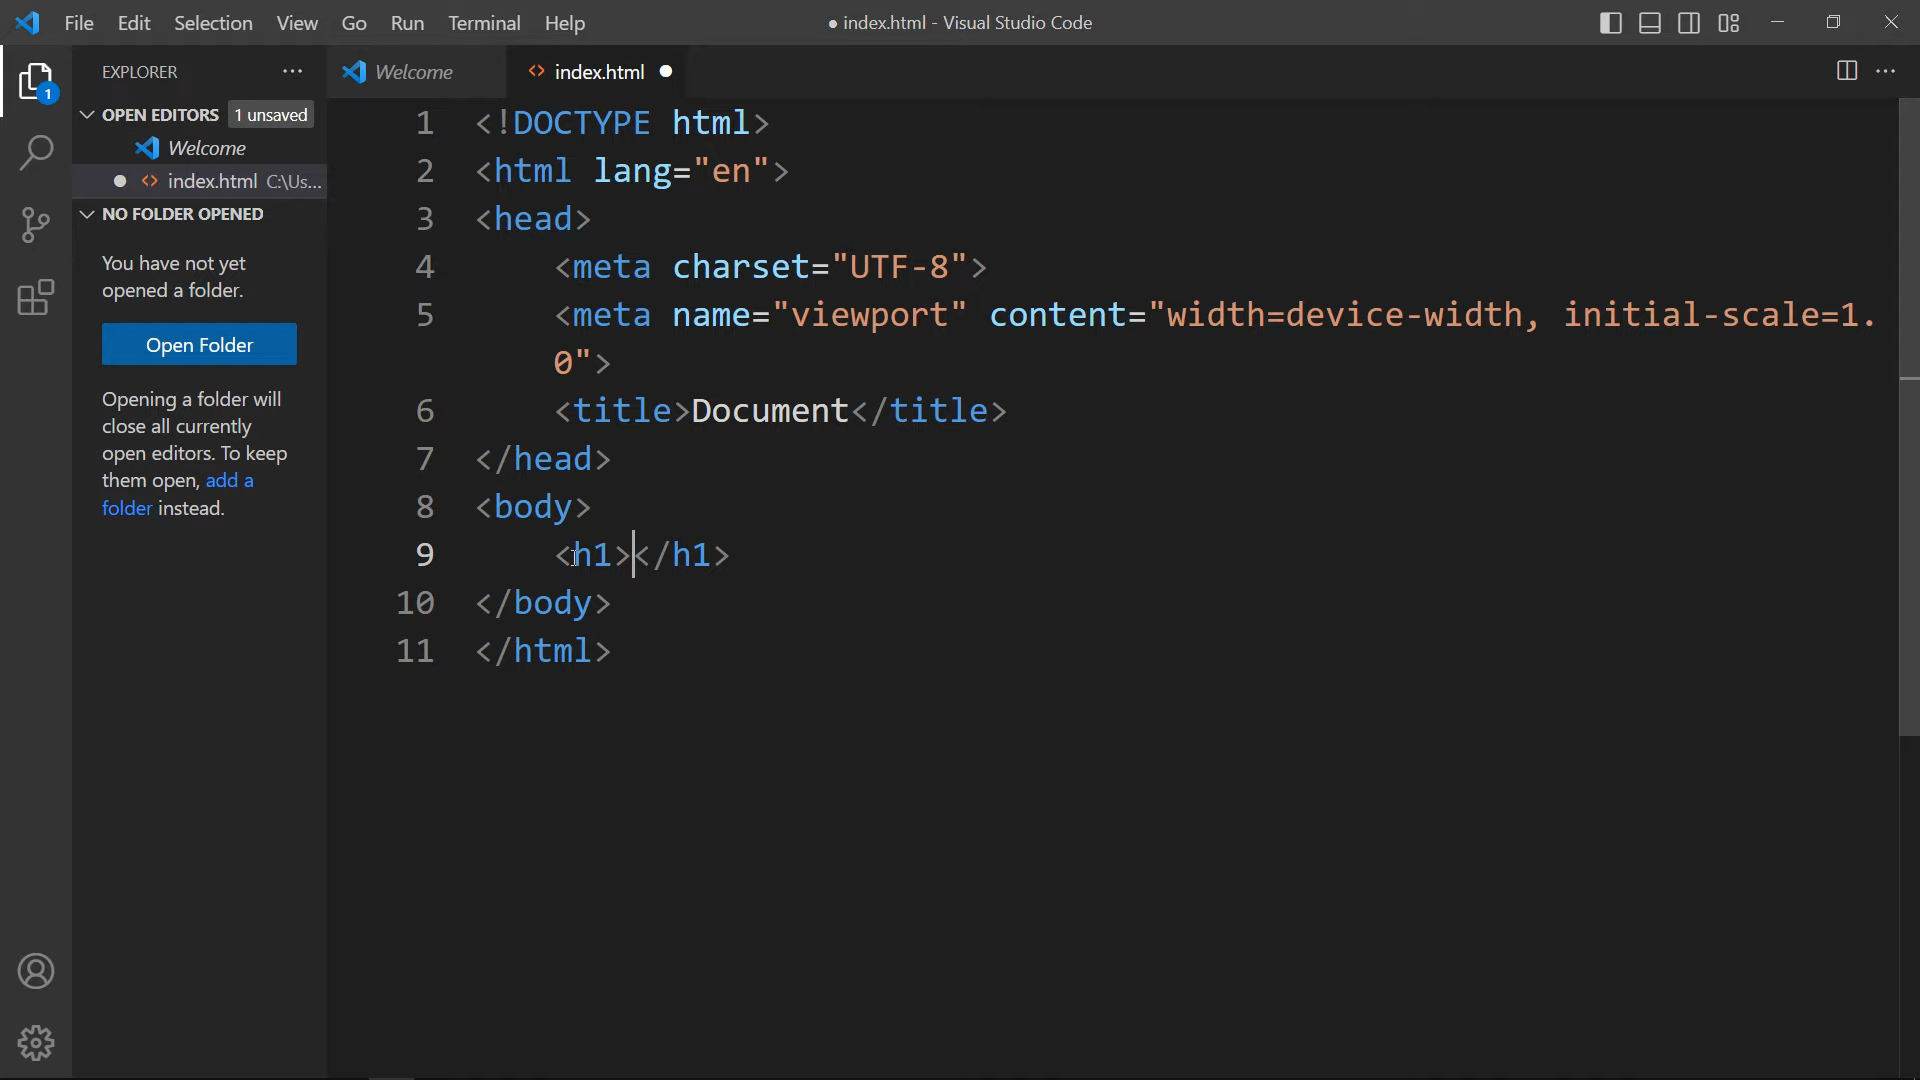 File Edit Selection View Go Run Terminal Help
● index.html - Visual Studio Code
EXPLORER
Welcome
index.html
OPEN EDITORS 1 unsaved
Welcome
index.html C:\Us...
NO FOLDER OPENED
You have not yet
opened a folder.
Open Folder
Opening a folder will
close all currently
open editors. To keep
them open, add a
folder instead.
1
1 <!DOCTYPE html>
2 <html lang="en">
3 <head>
4     <meta charset="UTF-8">
5     <meta name="viewport" content="width=device-width, initial-scale=1.
0">
6     <title>Document</title>
7 </head>
8 <body>
9     <h1></h1>
10 </body>
11 </html>